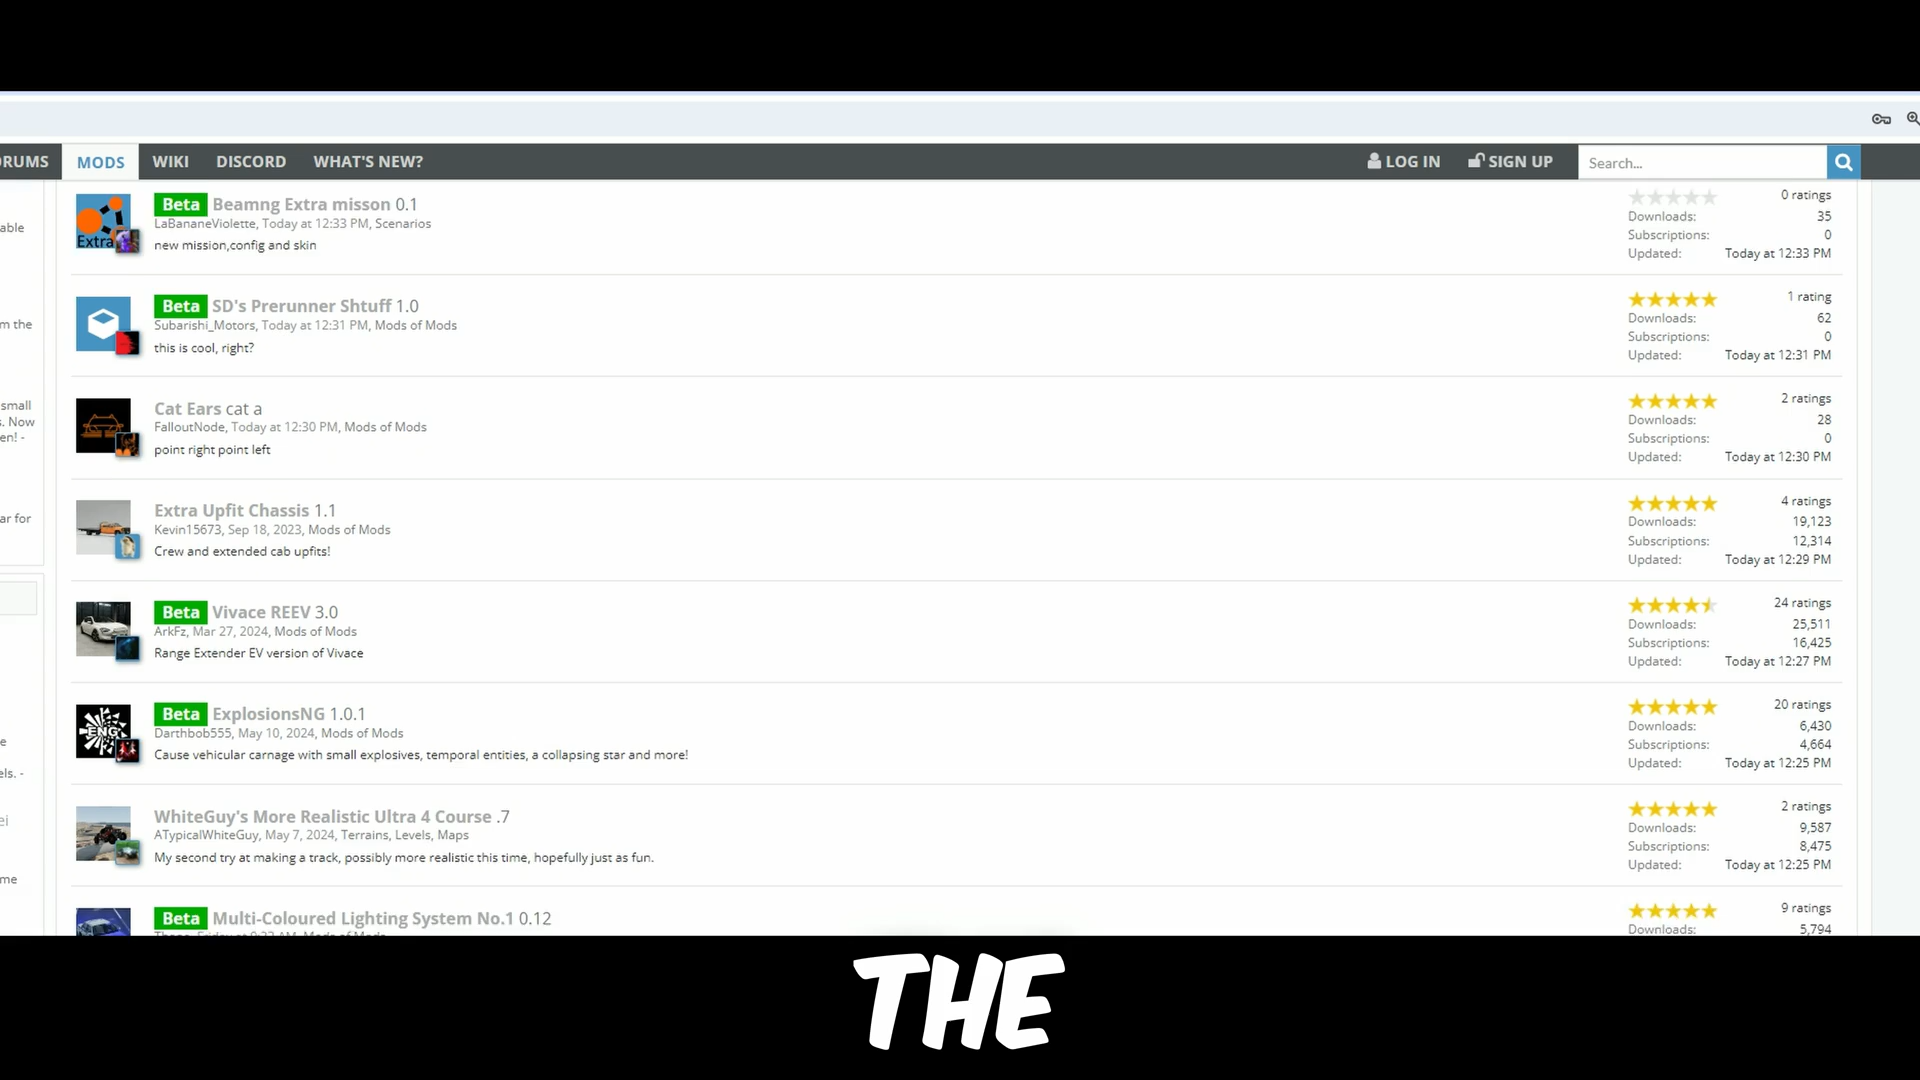 RUMS MODS WIKI DISCORD WHAT'S NEW? LOG IN SIGN UP Search...
able
m the
small
s. Now
en! -
ar for
e
els. -
ei
me
Extra
Beta Beamng Extra misson 0.1
LaBananeViolette, Today at 12:33 PM, Scenarios
new mission,config and skin
0 ratings
Downloads: 35
Subscriptions: 0
Updated: Today at 12:33 PM
Beta SD's Prerunner Shtuff 1.0
Subarishi_Motors, Today at 12:31 PM, Mods of Mods
this is cool, right?
1 rating
Downloads: 62
Subscriptions: 0
Updated: Today at 12:31 PM
Cat Ears cat a
FalloutNode, Today at 12:30 PM, Mods of Mods
point right point left
2 ratings
Downloads: 28
Subscriptions: 0
Updated: Today at 12:30 PM
Extra Upfit Chassis 1.1
Kevin15673, Sep 18, 2023, Mods of Mods
Crew and extended cab upfits!
4 ratings
Downloads: 19,123
Subscriptions: 12,314
Updated: Today at 12:29 PM
Beta Vivace REEV 3.0
ArkFz, Mar 27, 2024, Mods of Mods
Range Extender EV version of Vivace
24 ratings
Downloads: 25,511
Subscriptions: 16,425
Updated: Today at 12:27 PM
ENG
Beta ExplosionsNG 1.0.1
Darthbob555, May 10, 2024, Mods of Mods
Cause vehicular carnage with small explosives, temporal entities, a collapsing star and more!
20 ratings
Downloads: 6,430
Subscriptions: 4,664
Updated: Today at 12:25 PM
WhiteGuy's More Realistic Ultra 4 Course .7
ATypicalWhiteGuy, May 7, 2024, Terrains, Levels, Maps
My second try at making a track, possibly more realistic this time, hopefully just as fun.
2 ratings
Downloads: 9,587
Subscriptions: 8,475
Updated: Today at 12:25 PM
Beta Multi-Coloured Lighting System No.1 0.12
9 ratings
Downloads: 5,794
THE